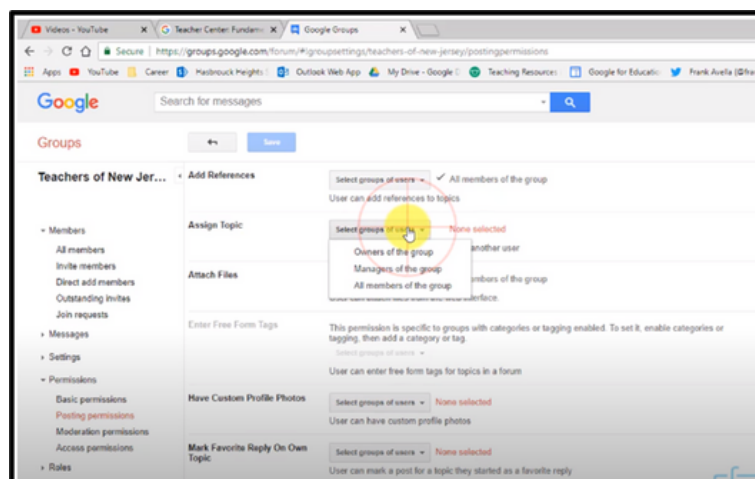 Videos - YouTube
Teacher Center: Fundame
Google Groups
Secure
https://groups.google.com/forum/#!groupsettings/teachers-of-new-jersey/postingpermissions
Apps YouTube Career Hasbrouck Heights Outlook Web App My Drive - Google Teaching Resources Google for Educatio Frank Avella (@fra
Google
Search for messages
Groups
Save
Teachers of New Jer...
Add References
Select groups of users
All members of the group
User can add references to topics
Members
All members
Invite members
Direct add members
Outstanding invites
Join requests
Messages
Settings
Permissions
Basic permissions
Posting permissions
Moderation permissions
Access permissions
Roles
Assign Topic
Select groups of users
None selected
another user
Owners of the group
Managers of the group
All members of the group
Attach Files
of the group
interface.
Enter Free Form Tags
This permission is specific to groups with categories or tagging enabled. To set it, enable categories or
tagging, then add a category or tag.
Select groups of users
User can enter free form tags for topics in a forum
Have Custom Profile Photos
Select groups of users
None selected
User can have custom profile photos
Mark Favorite Reply On Own
Topic
Select groups of users
None selected
User can mark a post for a topic they started as a favorite reply